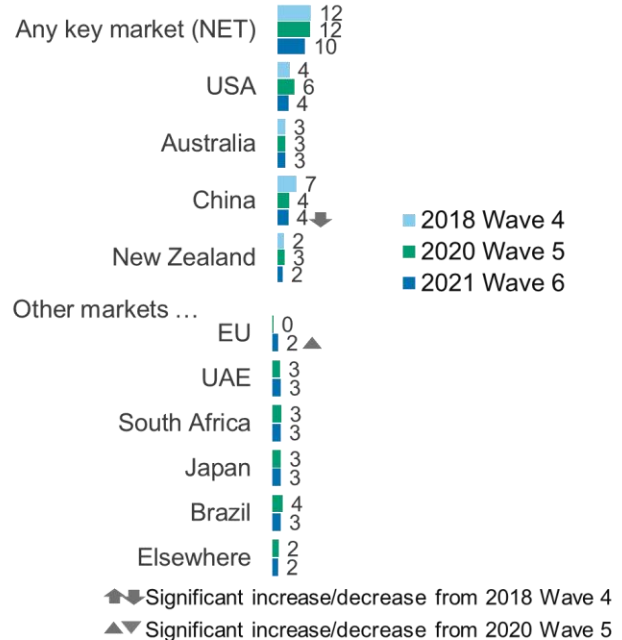 12
Any key market (NET) 12
10
4
USA 6
4
3
Australia 3
3
7
China 4
4
2018 Wave 4
2
New Zealand 3
2020 Wave 5
2
2021 Wave 6
Other markets …
0
EU
2
3
UAE
3
3
South Africa
3
3
Japan
3
4
Brazil
3
2
Elsewhere
2
Significant increase/decrease from 2018 Wave 4
Significant increase/decrease from 2020 Wave 5